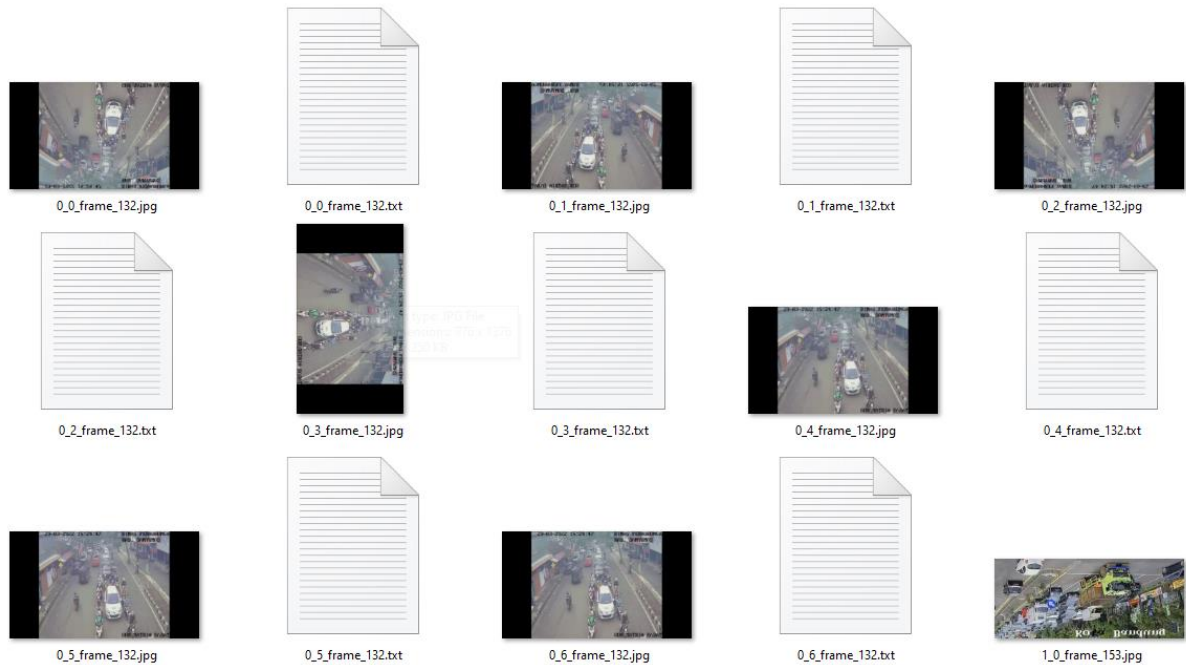 0_0_frame_132.jpg
0_0_frame_132.txt
0_1_frame_132.jpg
0_1_frame_132.txt
0_2_frame_132.jpg
0_2_frame_132.txt
0_3_frame_132.jpg
0_3_frame_132.txt
0_4_frame_132.jpg
0_4_frame_132.txt
0_5_frame_132.jpg
0_5_frame_132.txt
0_6_frame_132.jpg
0_6_frame_132.txt
1_0_frame_153.jpg